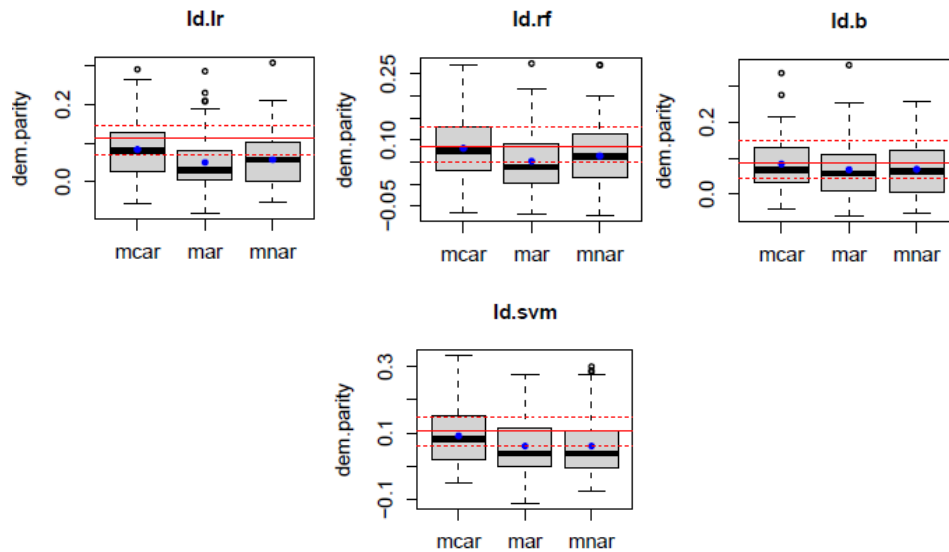 ld.lr
dem.parity
0.0
0.2
mcar mar mnar
ld.rf
dem.parity
−0.05
0.10
0.25
mcar mar mnar
ld.b
dem.parity
0.0
0.2
mcar mar mnar
ld.svm
dem.parity
−0.1
0.1
0.3
mcar mar mnar